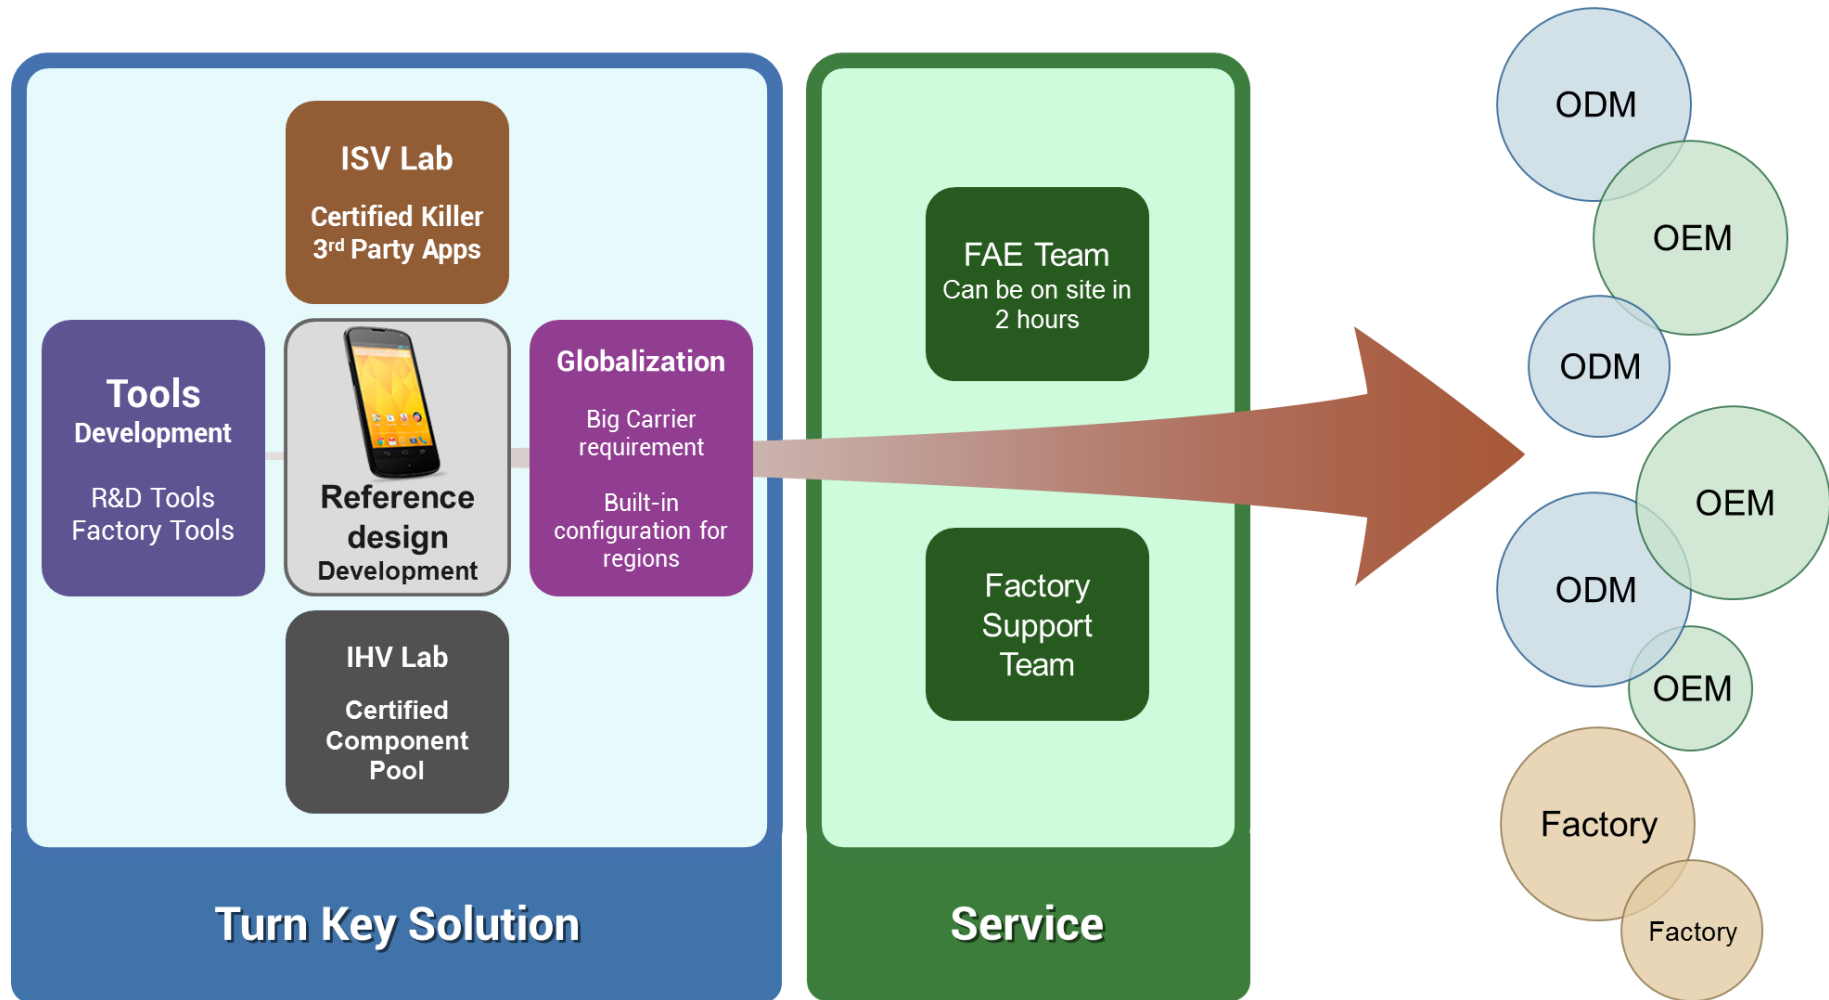 ISV Lab
Certified Killer
3rd Party Apps
Tools
Development
R&D Tools
Factory Tools
Reference
design
Development
Globalization
Big Carrier
requirement
Built-in
configuration for
regions
IHV Lab
Certified
Component
Pool
Turn Key Solution
FAE Team
Can be on site in
2 hours
Factory
Support
Team
Service
ODM
OEM
ODM
OEM
ODM
OEM
Factory
Factory